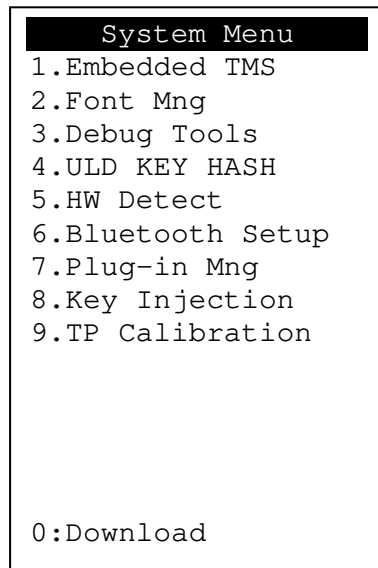 System Menu
1.Embedded TMS
2.Font Mng
3.Debug Tools
4.ULD KEY HASH
5.HW Detect
6.Bluetooth Setup
7.Plug-in Mng
8.Key Injection
9.TP Calibration
0:Download